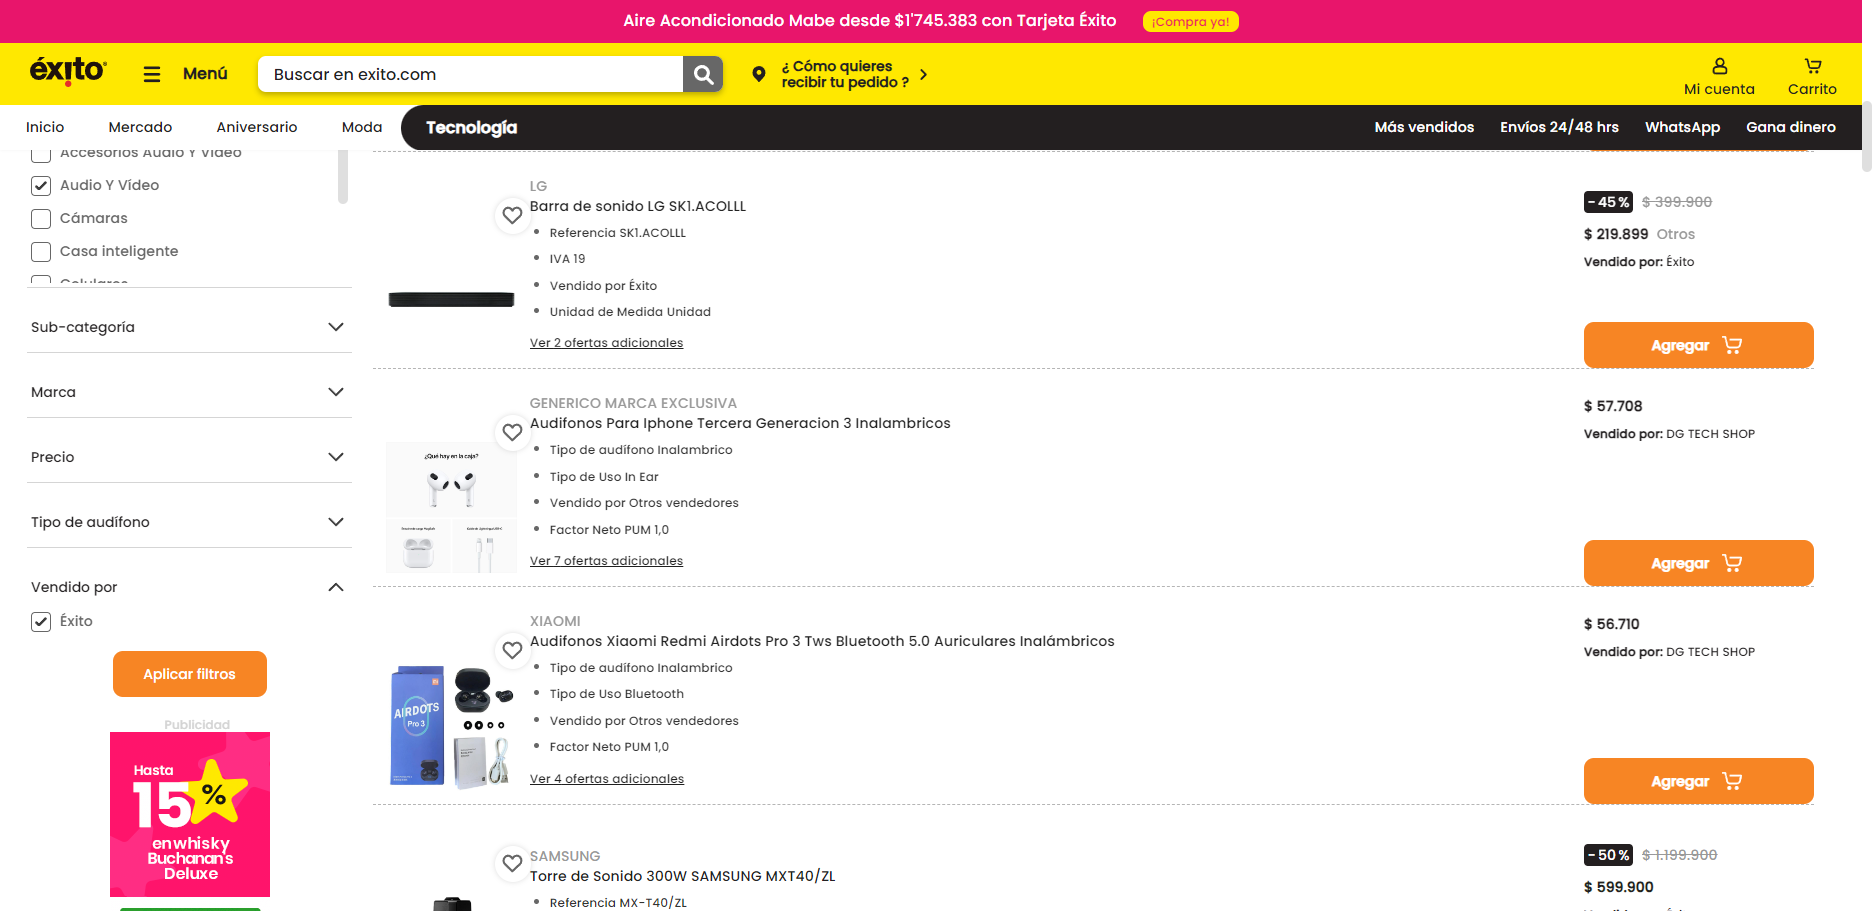 Aire Acondicionado Mabe desde $1'745.383 con Tarjeta Éxito ¡Compra ya!
éxito
Menú
Buscar en exito.com
¿ Cómo quieres
recibir tu pedido ?
Mi cuenta
Carrito
Inicio
Mercado
Aniversario
Moda
Tecnología
Más vendidos
Envíos 24/48 hrs
WhatsApp
Gana dinero
Accesorios Audio Y Video
Audio Y Vídeo
Cámaras
Casa inteligente
Celulares
Sub-categoría
Marca
Precio
Tipo de audífono
Vendido por
Éxito
Aplicar filtros
Publicidad
Hasta
15%
en whisky
Buchanan's
Deluxe
LG
Barra de sonido LG SK1.ACOLLL
Referencia SK1.ACOLLL
IVA 19
Vendido por Éxito
Unidad de Medida Unidad
Ver 2 ofertas adicionales
-45% $ 399.900
$ 219.899 Otros
Vendido por: Éxito
Agregar
¿Qué hay en la caja?
GENERICO MARCA EXCLUSIVA
Audifonos Para Iphone Tercera Generacion 3 Inalambricos
Tipo de audífono Inalambrico
Tipo de Uso In Ear
Vendido por Otros vendedores
Factor Neto PUM 1,0
Ver 7 ofertas adicionales
$ 57.708
Vendido por: DG TECH SHOP
Agregar
AIRDOTS
Pro 3
XIAOMI
Audifonos Xiaomi Redmi Airdots Pro 3 Tws Bluetooth 5.0 Auriculares Inalámbricos
Tipo de audífono Inalambrico
Tipo de Uso Bluetooth
Vendido por Otros vendedores
Factor Neto PUM 1,0
Ver 4 ofertas adicionales
$ 56.710
Vendido por: DG TECH SHOP
Agregar
SAMSUNG
Torre de Sonido 300W SAMSUNG MXT40/ZL
Referencia MX-T40/ZL
-50% $ 1.199.900
$ 599.900